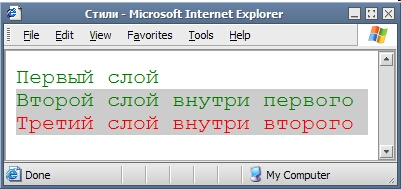 Стили - Microsoft Internet Explorer
File Edit View Favorites Tools Help
Первый слой
Второй слой внутри первого
Третий слой внутри второго
Done My Computer